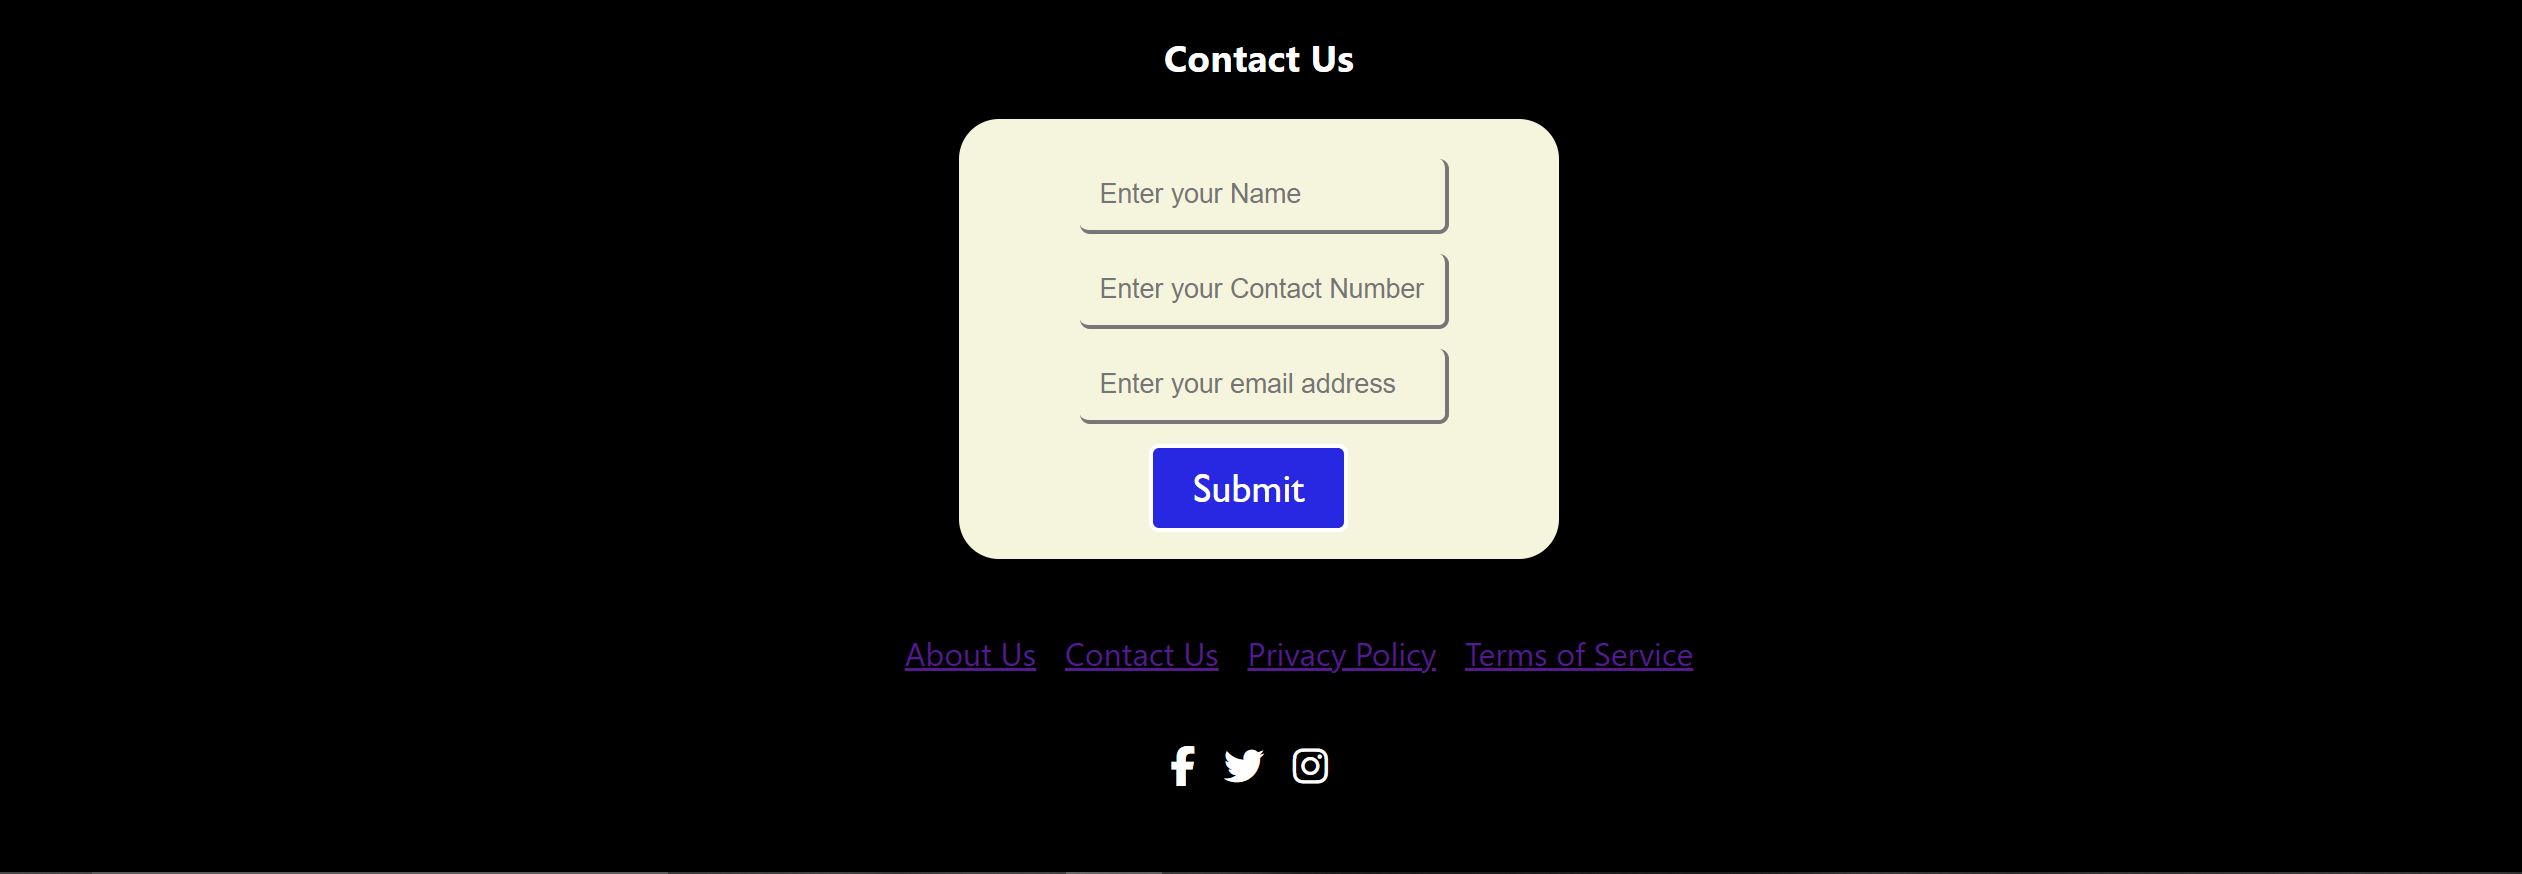 Contact Us
Enter your Name
Enter your Contact Number
Enter your email address
Submit
About Us Contact Us Privacy Policy Terms of Service